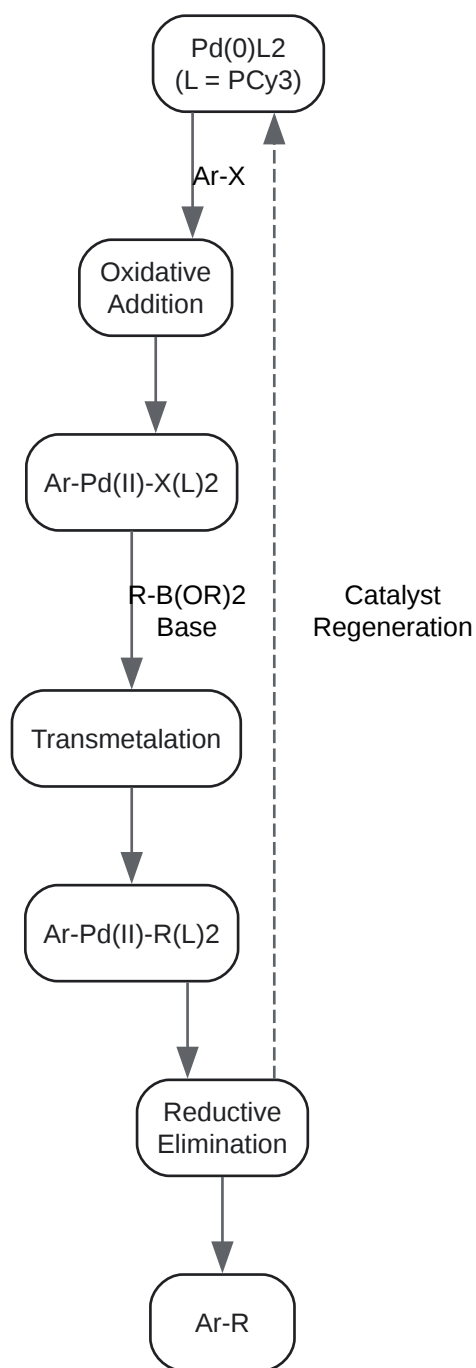 Pd(0)L2
(L = PCy3)
Ar-X
Oxidative
Addition
Ar-Pd(II)-X(L)2
R-B(OR)2
Base
Catalyst
Regeneration
Transmetalation
Ar-Pd(II)-R(L)2
Reductive
Elimination
Ar-R